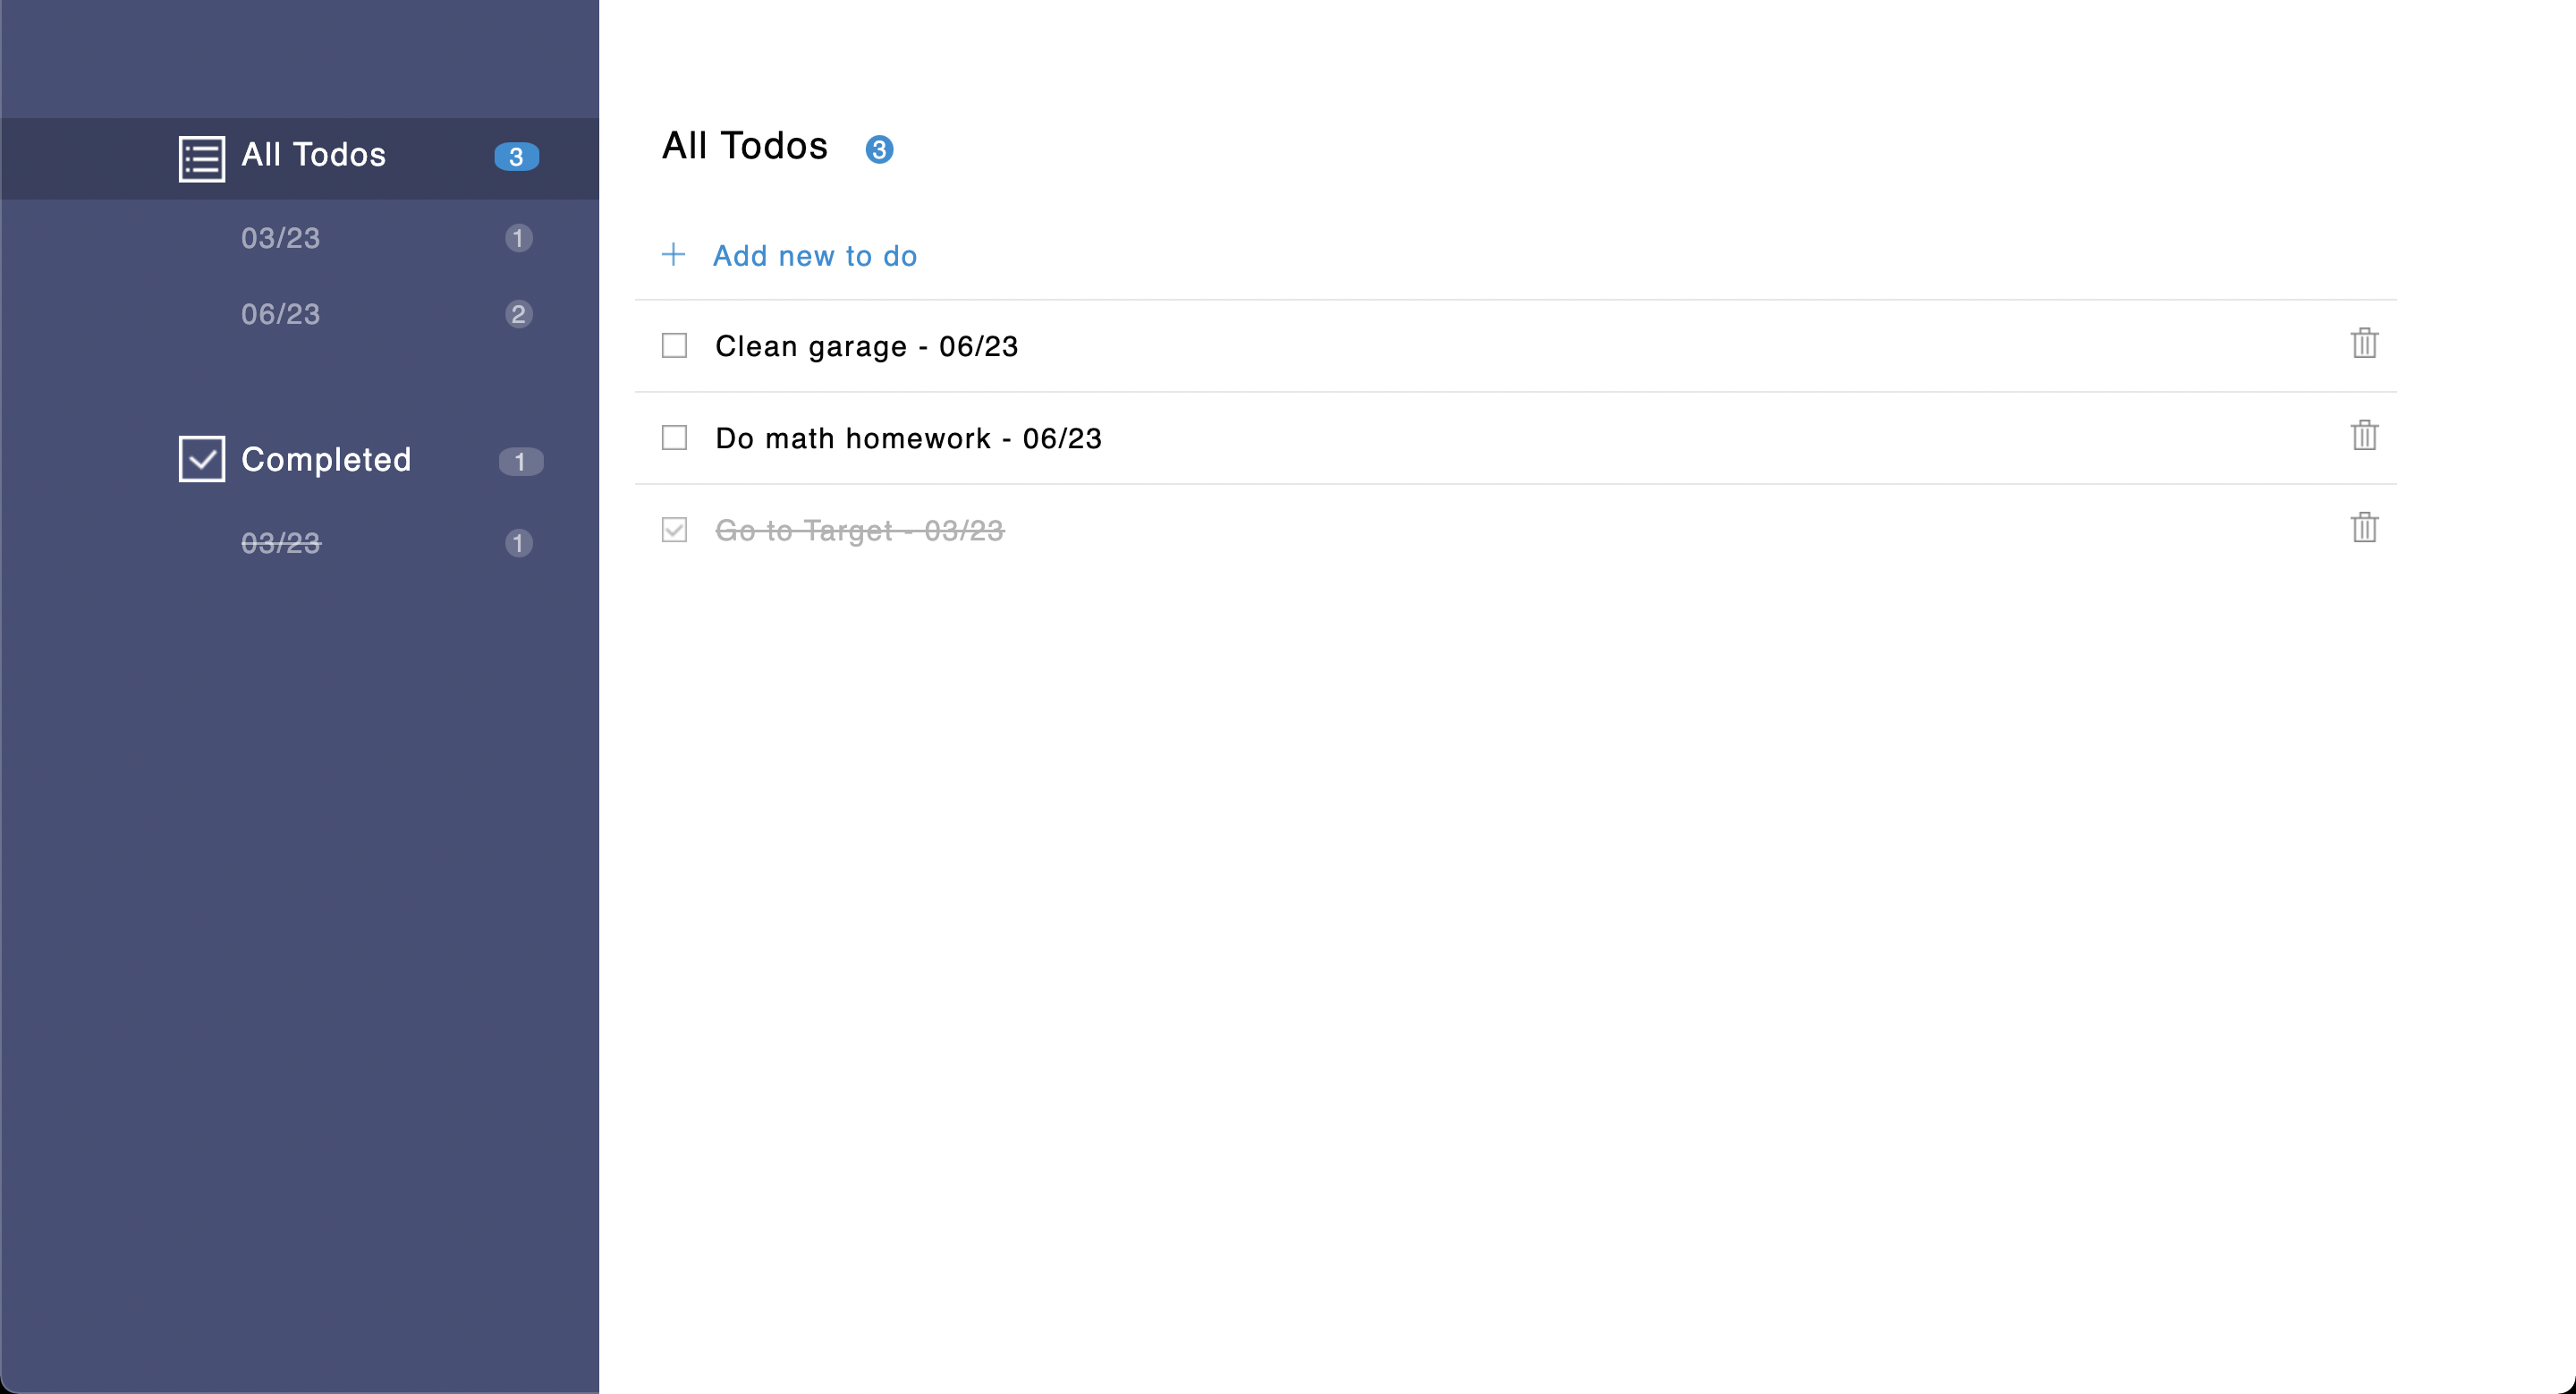 All Todos 3
03/23 1
06/23 2
Completed 1
03/23 1
All Todos 3
Add new to do
Clean garage - 06/23
Do math homework - 06/23
Go to Target - 03/23